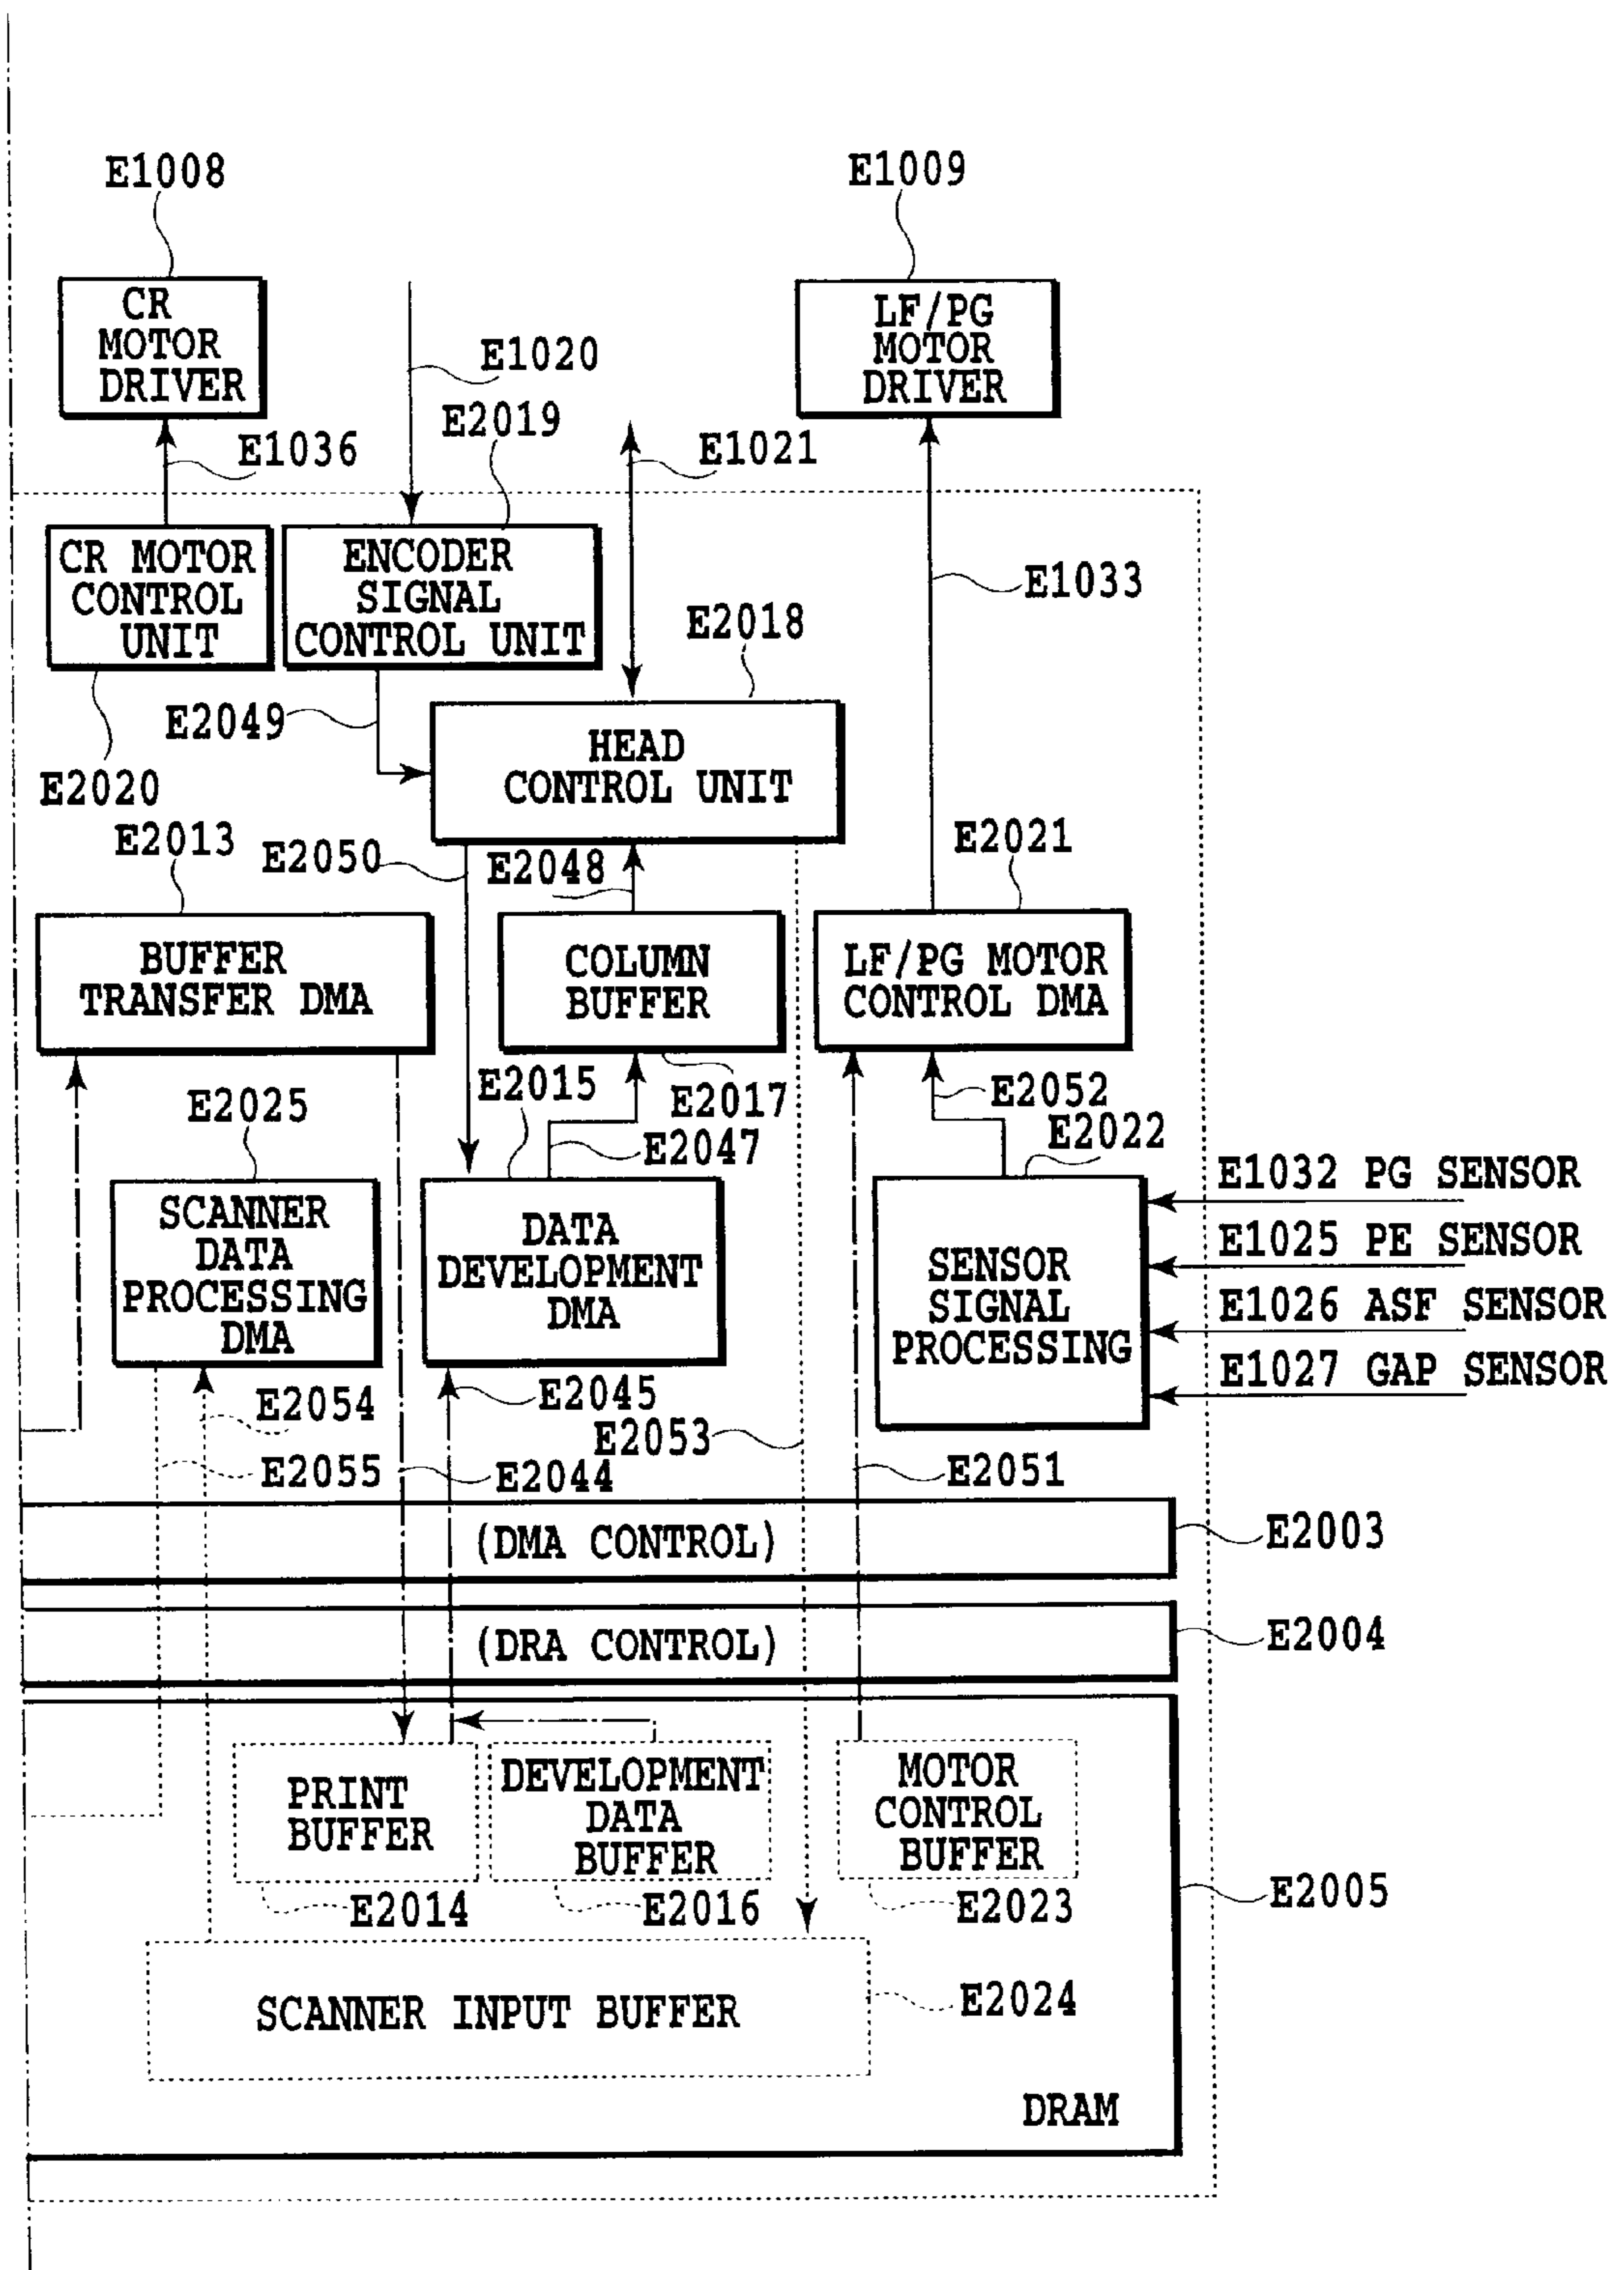 E1008
E1009
CR
MOTOR
DRIVER
LF/PG
MOTOR
DRIVER
E1020
E2019
E1036
E1021
CR MOTOR
CONTROL
UNIT
ENCODER
SIGNAL
CONTROL UNIT
E1033
E2018
E2049
E2020
HEAD
CONTROL UNIT
E2013
E2050
E2048
E2021
BUFFER
TRANSFER DMA
COLUMN
BUFFER
LF/PG MOTOR
CONTROL DMA
E2025
E2015
E2017
E2047
E2052
E2022
SCANNER
DATA
PROCESSING
DMA
DATA
DEVELOPMENT
DMA
SENSOR
SIGNAL
PROCESSING
E1032 PG SENSOR
E1025 PE SENSOR
E1026 ASF SENSOR
E1027 GAP SENSOR
E2054
E2045
E2053
E2055
E2044
E2051
(DMA CONTROL)
E2003
(DRA CONTROL)
E2004
PRINT
BUFFER
DEVELOPMENT
DATA
BUFFER
MOTOR
CONTROL
BUFFER
E2014
E2016
E2023
E2005
SCANNER INPUT BUFFER
E2024
DRAM